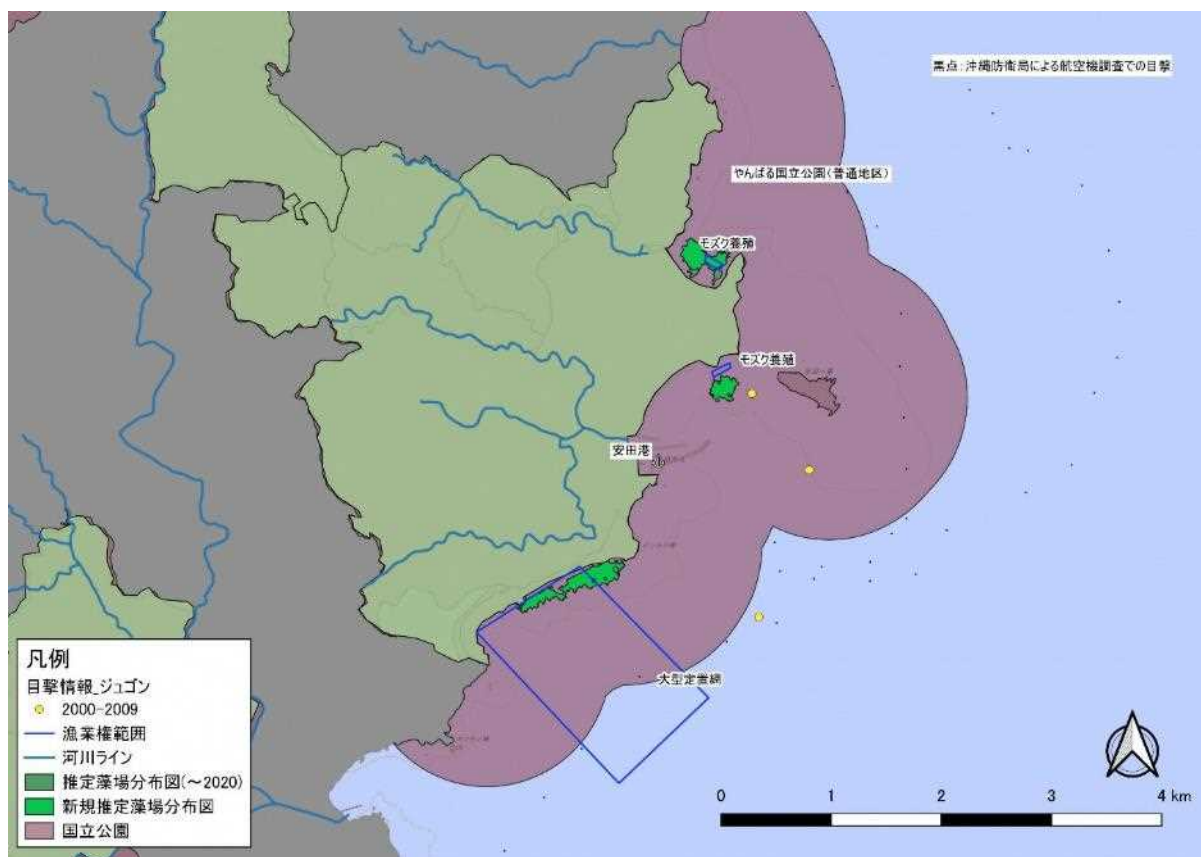 黒点:沖縄防衛局による航空機調査での目撃
やんばる国立公園(普通地区)
モズク養殖
モズク養殖
安田港
大型定置網
凡例
目撃情報_ジュゴン
2000-2009
漁業権範囲
河川ライン
推定藻場分布図(～2020)
新規推定藻場分布図
国立公園
0 1 2 3 4 km